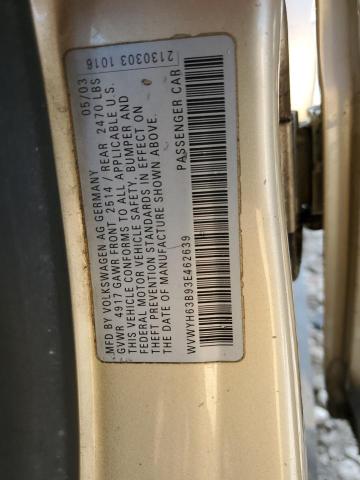 2130303 1016
MFD BY VOLKSWAGEN AG GERMANY 05/03
GVWR 4917 GAWR FRONT 2514 / REAR 2470 LBS
THIS VEHICLE CONFORMS TO ALL APPLICABLE U.S.
FEDERAL MOTOR VEHICLE SAFETY, BUMPER, AND
THEFT PREVENTION STANDARDS IN EFFECT ON
THE DATE OF MANUFACTURE SHOWN ABOVE.
WVWYH63B93E462639 PASSENGER CAR